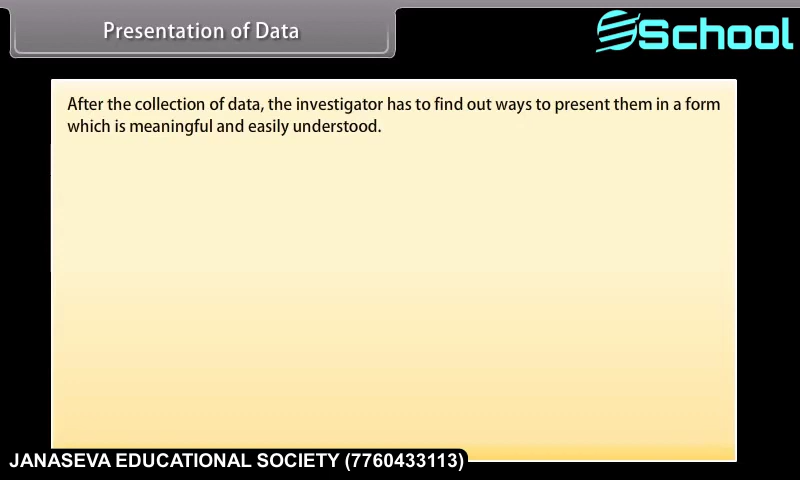 Presentation of Data
School
After the collection of data, the investigator has to find out ways to present them in a form
which is meaningful and easily understood.
JANASEVA EDUCATIONAL SOCIETY (7760433113)